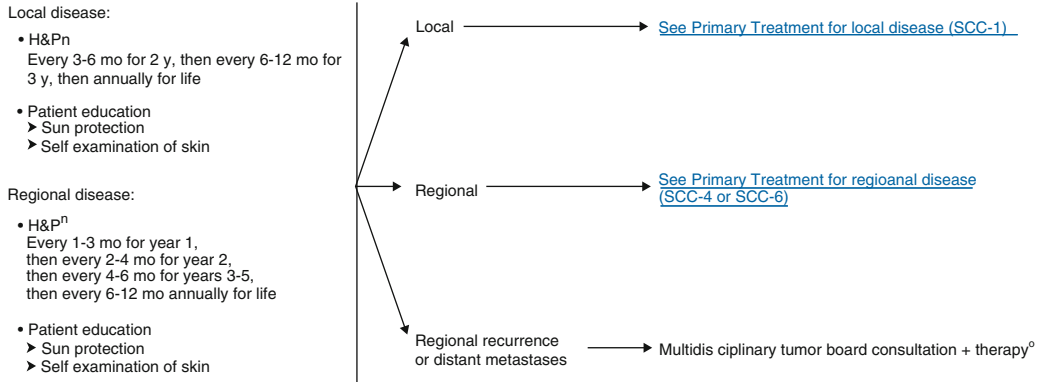 Local disease:
• H&Pn
Every 3-6 mo for 2 y, then every 6-12 mo for
3 y, then annually for life
• Patient education
➤ Sun protection
➤ Self examination of skin
Regional disease:
• H&Pⁿ
Every 1-3 mo for year 1,
then every 2-4 mo for year 2,
then every 4-6 mo for years 3-5,
then every 6-12 mo annually for life
• Patient education
➤ Sun protection
➤ Self examination of skin
Local
See Primary Treatment for local disease (SCC-1)
Regional
See Primary Treatment for regioanal disease
(SCC-4 or SCC-6)
Regional recurrence
or distant metastases
Multidis ciplinary tumor board consultation + therapyᵒ